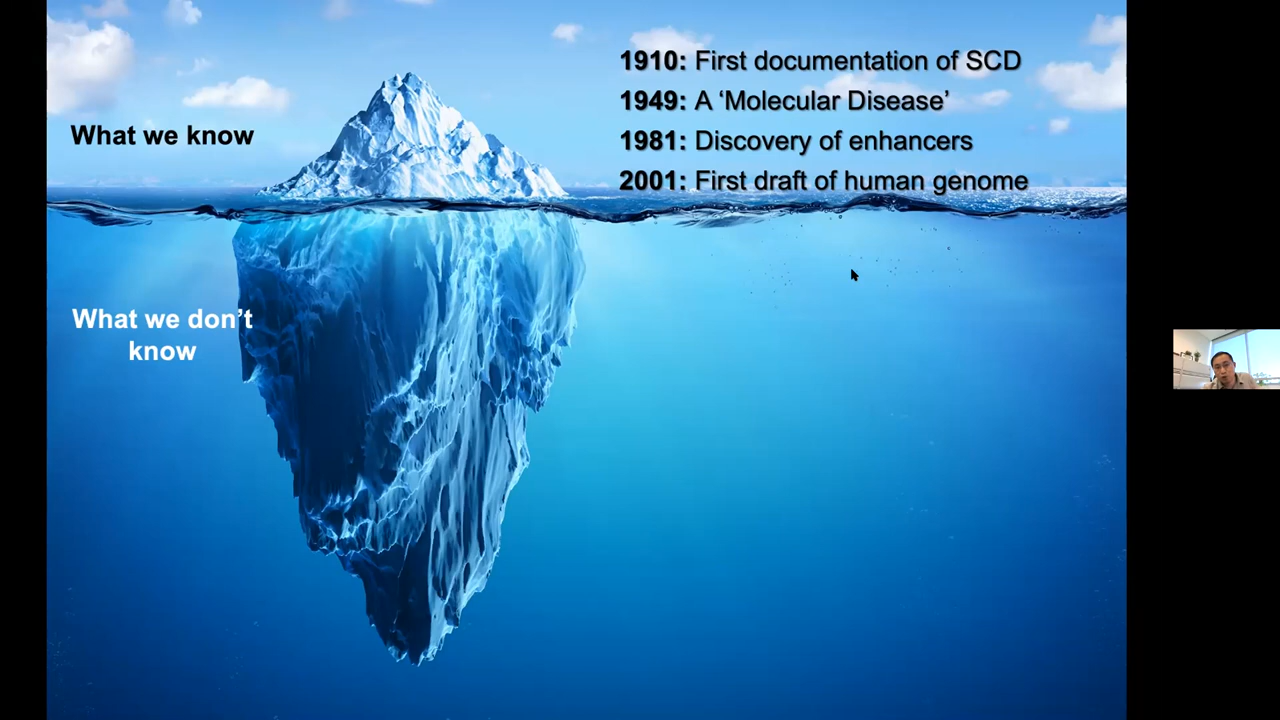 1910: First documentation of SCD
1949: A ‘Molecular Disease’
What we know
1981: Discovery of enhancers
2001: First draft of human genome
What we don’t
know